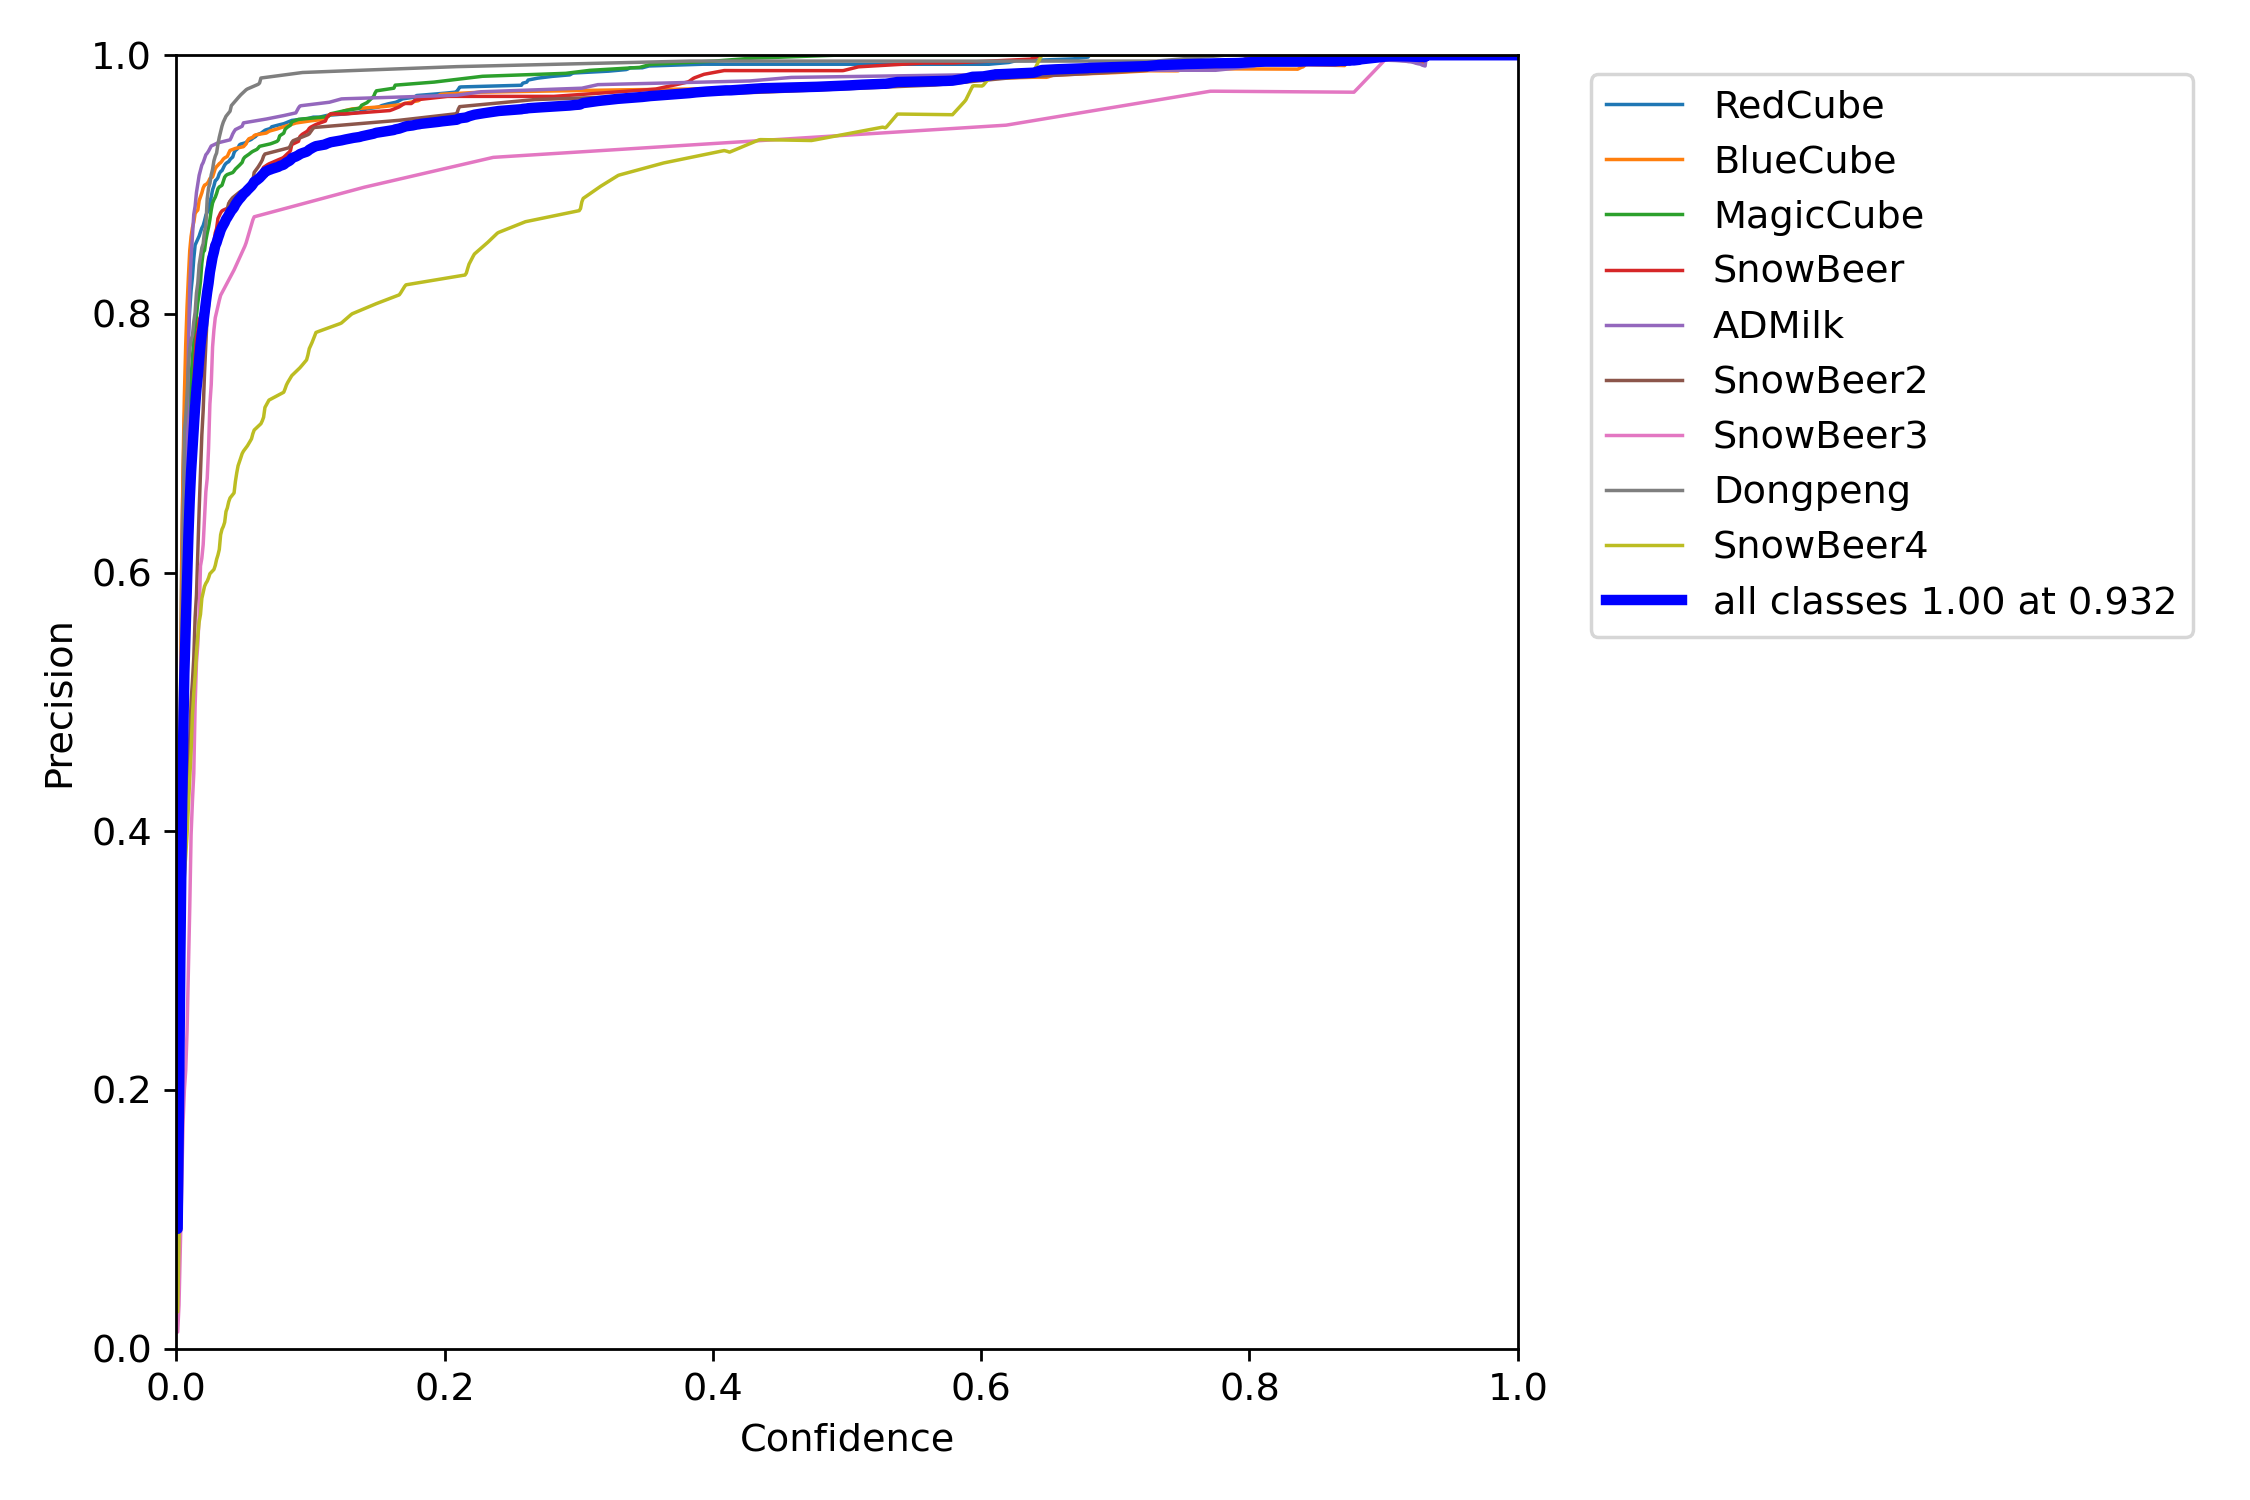 1.0
0.8
0.6
0.4
0.2
0.0
Precision
0.0 0.2 0.4 0.6 0.8 1.0
Confidence
RedCube
BlueCube
MagicCube
SnowBeer
ADMilk
SnowBeer2
SnowBeer3
Dongpeng
SnowBeer4
all classes 1.00 at 0.932